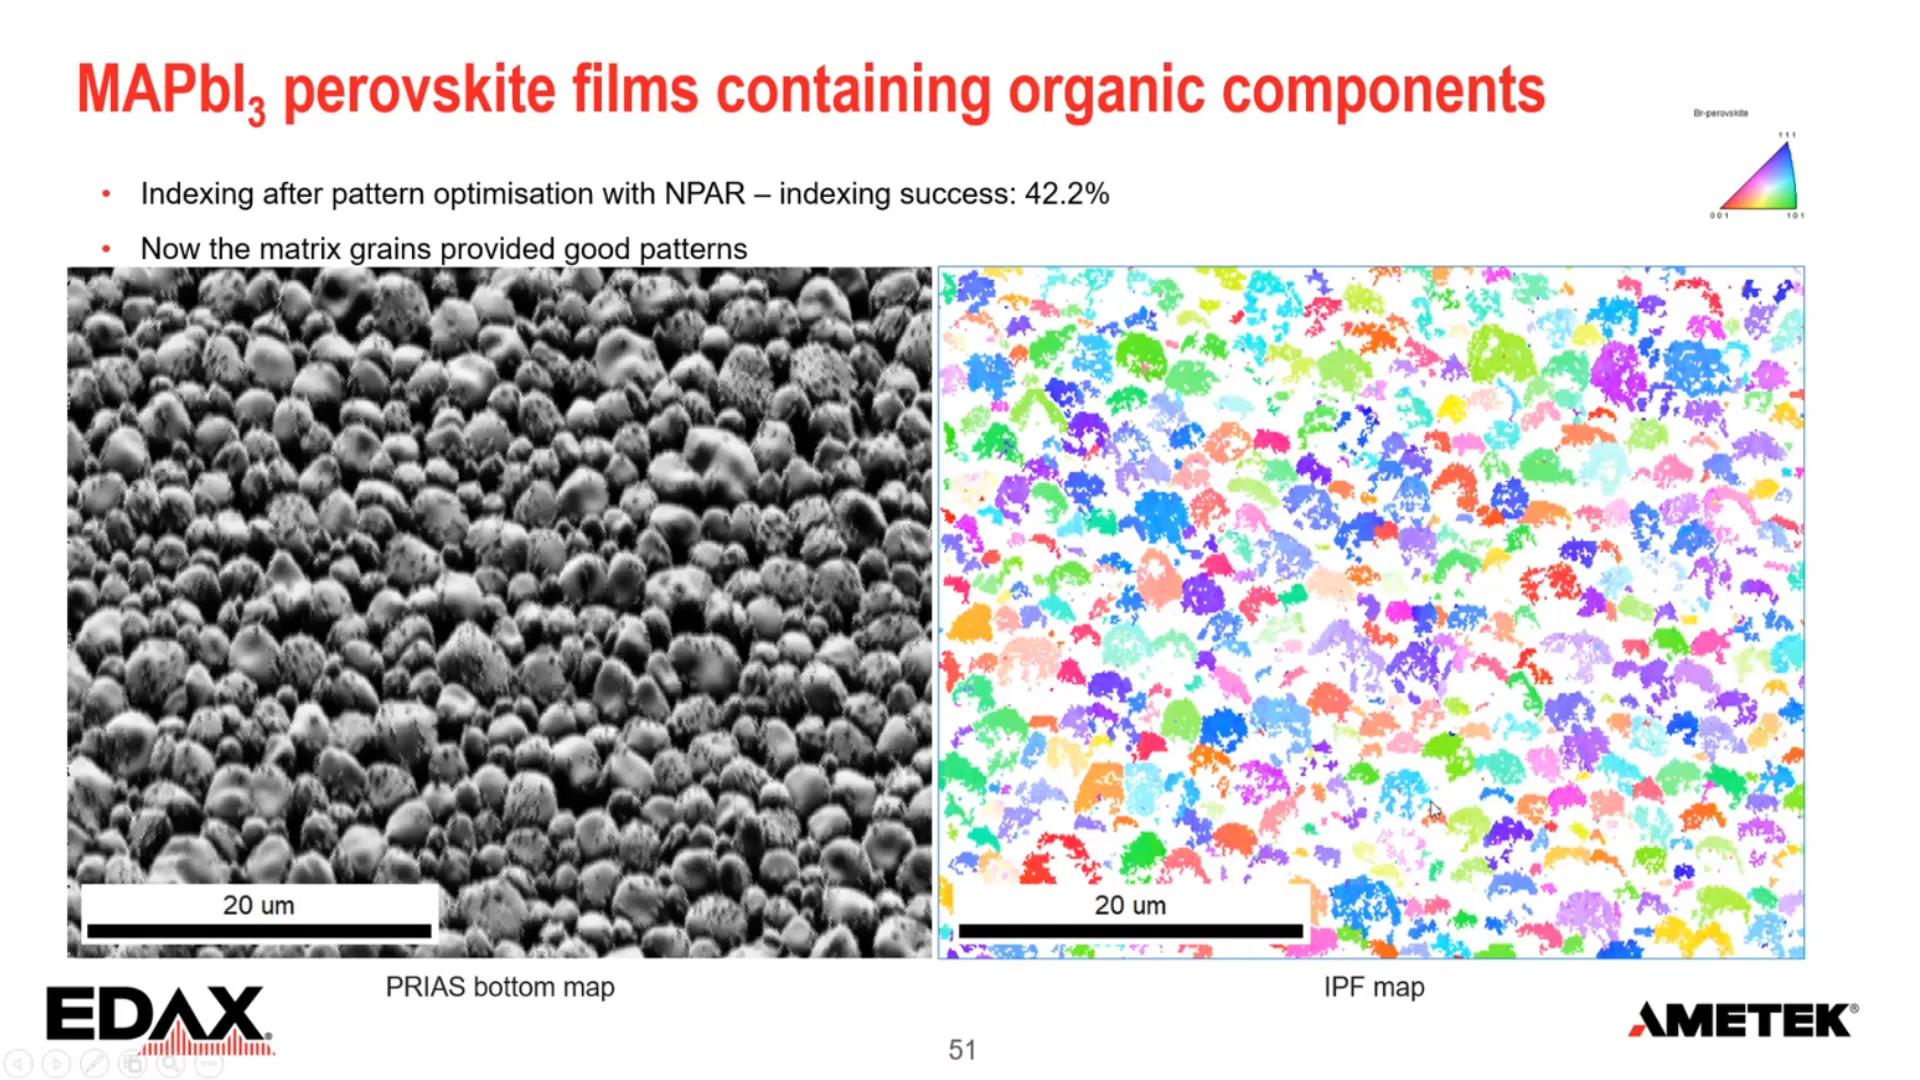 MAPbI₃ perovskite films containing organic components
Br-perovskite
111
001 101
• Indexing after pattern optimisation with NPAR – indexing success: 42.2%
• Now the matrix grains provided good patterns
20 um
20 um
PRIAS bottom map
IPF map
EDAX®
AMETEK®
51